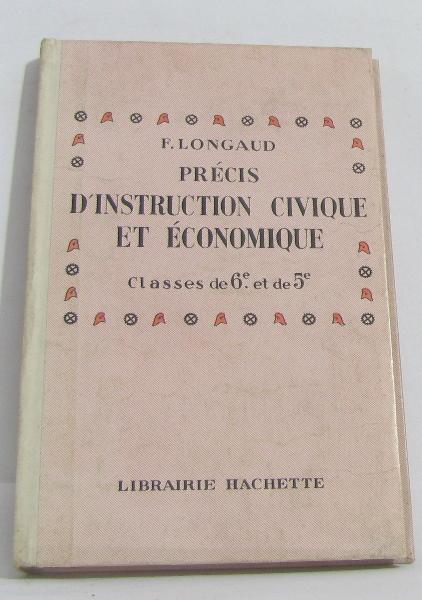 F. LONGAUD
PRÉCIS
D'INSTRUCTION CIVIQUE
ET ÉCONOMIQUE
Classes de 6e. et de 5e
LIBRAIRIE HACHETTE